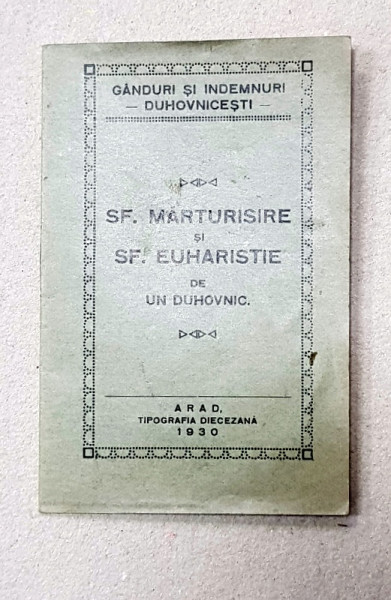 GÂNDURI ȘI INDEMNURI
— DUHOVNICEȘTI —
SF. MĂRTURISIRE
ȘI
SF. EUHARISTIE
DE
UN DUHOVNIC.
ARAD,
TIPOGRAFIA DIECEZANĂ
1930